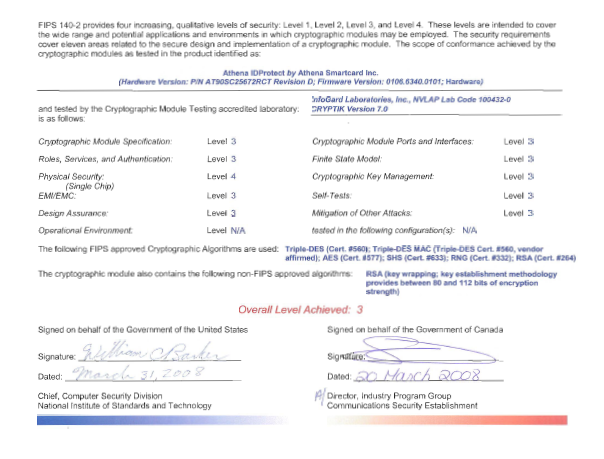 FIPS 140-2 provides four increasing, qualitative levels of security: Level 1, Level 2, Level 3, and Level 4. These levels are intended to cover
the wide range and potential applications and environments in which cryptographic modules may be employed. The security requirements
cover eleven areas related to the secure design and implementation of a cryptographic module. The scope of conformance achieved by the
cryptographic modules as tested in the product identified as:
Athena IDProtect by Athena Smartcard Inc.
(Hardware Version: P/N AT90SC25672RCT Revision D; Firmware Version: 0106.6340.0101; Hardware)
and tested by the Cryptographic Module Testing accredited laboratory: InfoGard Laboratories, Inc., NVLAP Lab Code 100432-0
is as follows: CRYPTIK Version 7.0
Cryptographic Module Specification: Level 3 Cryptographic Module Ports and Interfaces: Level 3
Roles, Services, and Authentication: Level 3 Finite State Model: Level 3
Physical Security: Level 4 Cryptographic Key Management: Level 3
(Single Chip)
EMI/EMC: Level 3 Self-Tests: Level 3
Design Assurance: Level 3 Mitigation of Other Attacks: Level 3
Operational Environment: Level N/A tested in the following configuration(s): N/A
The following FIPS approved Cryptographic Algorithms are used: Triple-DES (Cert. #560); Triple-DES MAC (Triple-DES Cert. #560, vendor
affirmed); AES (Cert. #577); SHS (Cert. #633); RNG (Cert. #332); RSA (Cert. #264)
The cryptographic module also contains the following non-FIPS approved algorithms: RSA (key wrapping; key establishment methodology
provides between 80 and 112 bits of encryption
strength)
Overall Level Achieved: 3
Signed on behalf of the Government of the United States Signed on behalf of the Government of Canada
Signature: William C Barker Signature:
Dated: March 31, 2008 Dated: 20 March 2008
Chief, Computer Security Division A/ Director, Industry Program Group
National Institute of Standards and Technology Communications Security Establishment